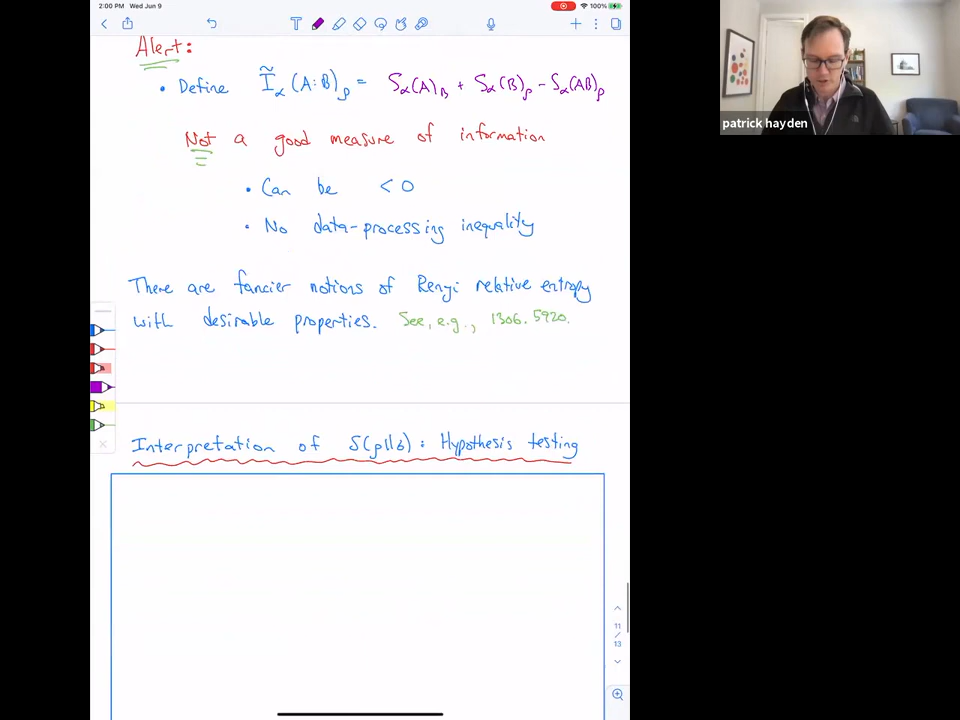 2:00 PM Wed Jun 9
100%
Alert:
• Define Ĩα (A:B)ρ = Sα(A)ρ + Sα(B)ρ - Sα(AB)ρ
Not a good measure of information
• Can be < 0
• No data-processing inequality
There are fancier notions of Renyi relative entropy
with desirable properties. See, e.g., 1306.5920.
Interpretation of S(ρ||σ): Hypothesis testing
11
/
13
patrick hayden